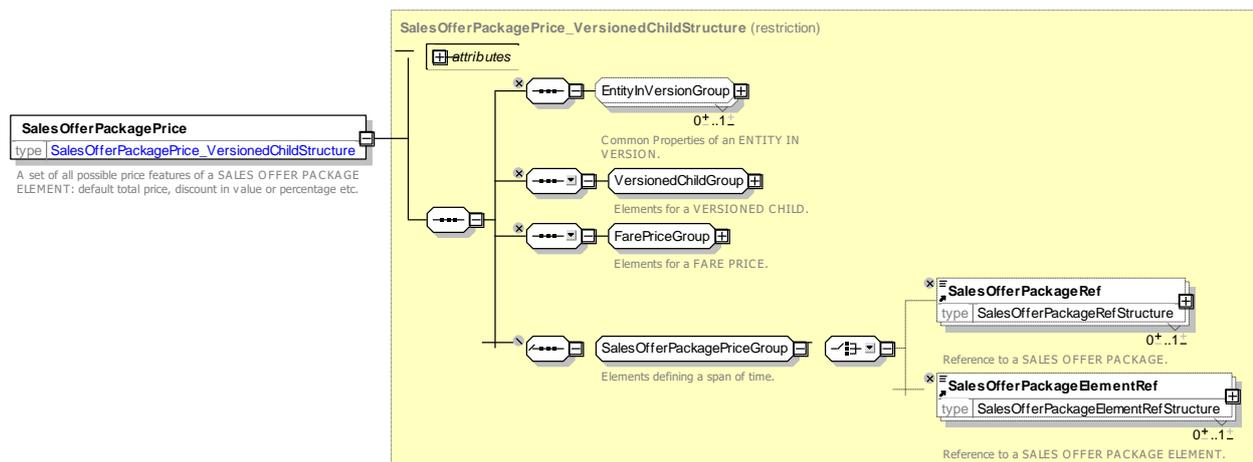 SalesOfferPackagePrice_VersionedChildStructure (restriction)
attributes
EntityInVersionGroup
0..1
Common Properties of an ENTITY IN
VERSION.
SalesOfferPackagePrice
type SalesOfferPackagePrice_VersionedChildStructure
A set of all possible price features of a SALES OFFER PACKAGE
ELEMENT: default total price, discount in value or percentage etc.
VersionedChildGroup
Elements for a VERSIONED CHILD.
FarePriceGroup
Elements for a FARE PRICE.
SalesOfferPackagePriceGroup
Elements defining a span of time.
SalesOfferPackageRef
type SalesOfferPackageRefStructure
0..1
Reference to a SALES OFFER PACKAGE.
SalesOfferPackageElementRef
type SalesOfferPackageElementRefStructure
0..1
Reference to a SALES OFFER PACKAGE ELEMENT.